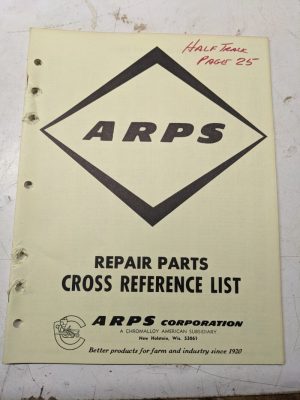 HALF TRACK
PAGE 25
ARPS
REPAIR PARTS
CROSS REFERENCE LIST
ARPS CORPORATION
A CHROMALLOY AMERICAN SUBSIDIARY
New Holstein, Wis. 53061
Better products for farm and industry since 1920